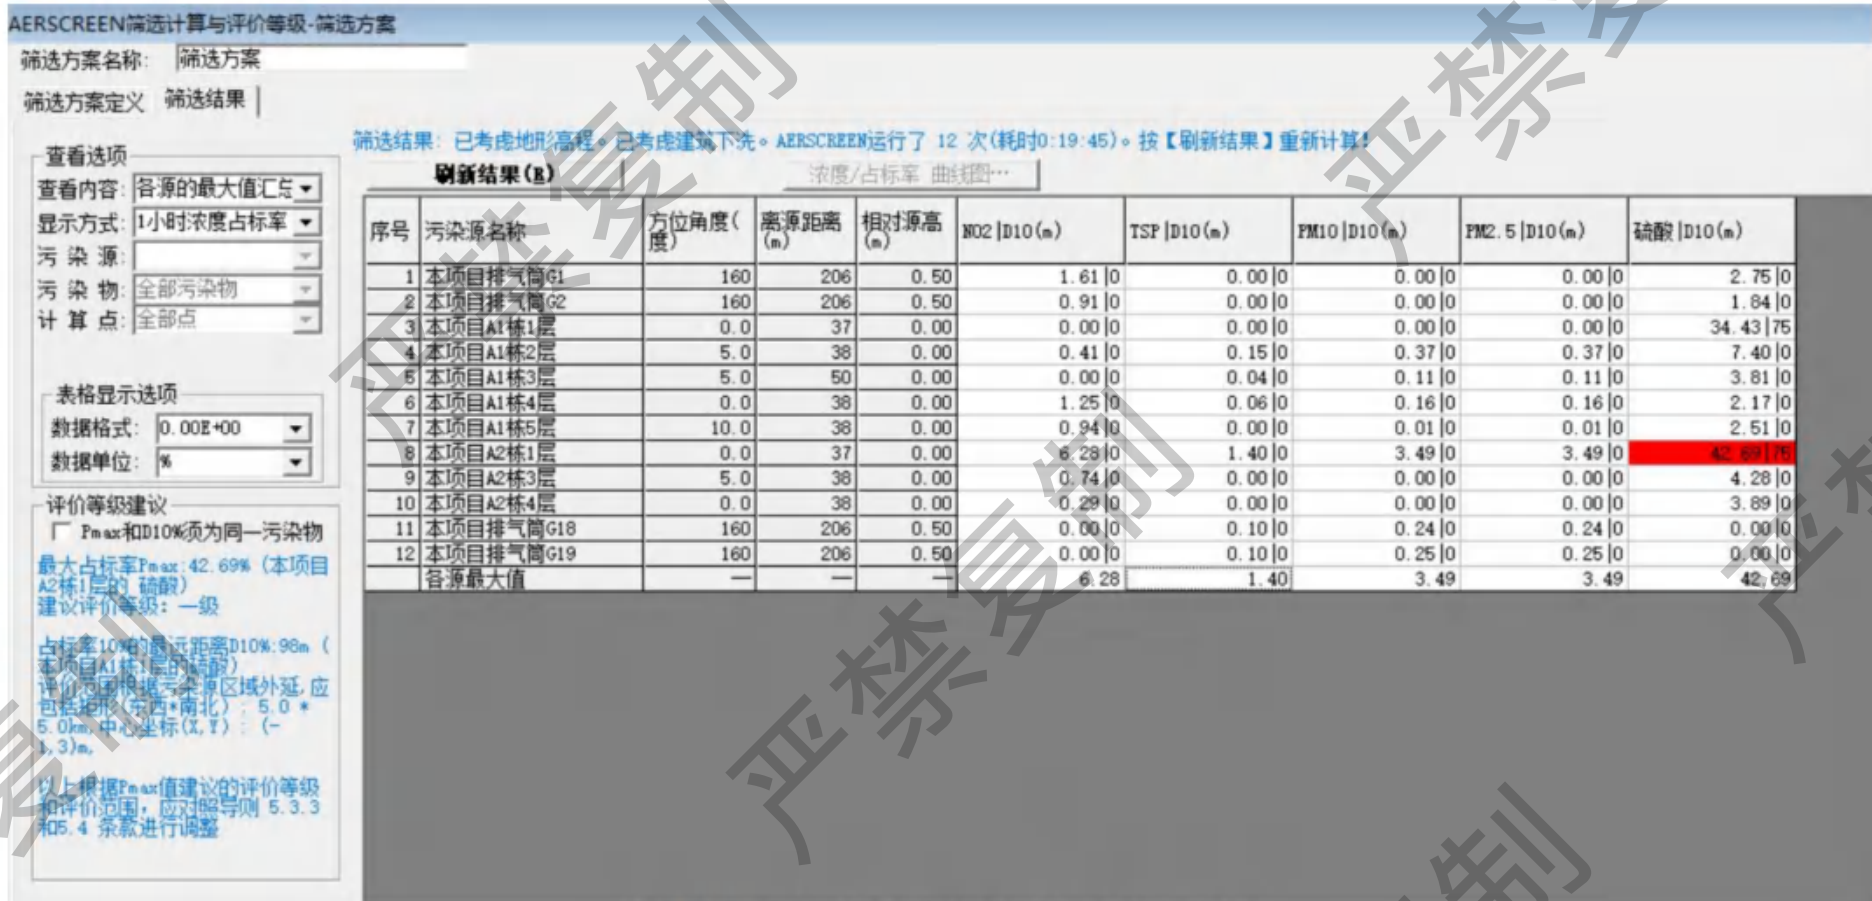 AERSCREEN筛选计算与评价等级-筛选方案
筛选方案名称: 筛选方案
筛选方案定义 筛选结果
筛选结果: 已考虑地形高程。已考虑建筑下洗。AERSCREEN运行了 12 次(耗时0:19:45)。按【刷新结果】重新计算!
查看选项
查看内容: 各源的最大值汇总
显示方式: 1小时浓度占标率
污 染 源:
污 染 物: 全部污染物
计 算 点: 全部点
表格显示选项
数据格式: 0.00E+00
数据单位: %
评价等级建议
Pmax和D10%须为同一污染物
最大占标率Pmax:42.69% (本项目
A2栋1层的 硫酸)
建议评价等级: 一级
占标率10%的最远距离D10%:98m (
本项目A1栋1层的硫酸)
评价范围根据污染源区域外延,应
包括矩形(东西*南北): 5.0 *
5.0km,中心坐标(X,Y): (-
1,3)m。
以上根据Pmax值建议的评价等级
和评价范围,应对照导则 5.3.3
和5.4 条款进行调整
刷新结果(R) 浓度/占标率 曲线图…
序号 污染源名称 方位角度(度) 离源距离(m) 相对源高(m) NO2|D10(m) TSP|D10(m) PM10|D10(m) PM2.5|D10(m) 硫酸|D10(m)
1 本项目排气筒G1 160 206 0.50 1.61|0 0.00|0 0.00|0 0.00|0 2.75|0
2 本项目排气筒G2 160 206 0.50 0.91|0 0.00|0 0.00|0 0.00|0 1.84|0
3 本项目A1栋1层 0.0 37 0.00 0.00|0 0.00|0 0.00|0 0.00|0 34.43|75
4 本项目A1栋2层 5.0 38 0.00 0.41|0 0.15|0 0.37|0 0.37|0 7.40|0
5 本项目A1栋3层 5.0 50 0.00 0.00|0 0.04|0 0.11|0 0.11|0 3.81|0
6 本项目A1栋4层 0.0 38 0.00 1.25|0 0.06|0 0.16|0 0.16|0 2.17|0
7 本项目A1栋5层 10.0 38 0.00 0.94|0 0.00|0 0.01|0 0.01|0 2.51|0
8 本项目A2栋1层 0.0 37 0.00 6.28|0 1.40|0 3.49|0 3.49|0 42.69|75
9 本项目A2栋3层 5.0 38 0.00 0.74|0 0.00|0 0.00|0 0.00|0 4.28|0
10 本项目A2栋4层 0.0 38 0.00 0.29|0 0.00|0 0.00|0 0.00|0 3.89|0
11 本项目排气筒G18 160 206 0.50 0.00|0 0.10|0 0.24|0 0.24|0 0.00|0
12 本项目排气筒G19 160 206 0.50 0.00|0 0.10|0 0.25|0 0.25|0 0.00|0
各源最大值 — — — 6.28 1.40 3.49 3.49 42.69
严禁复制
严禁复制
严禁
严禁
复制
复制